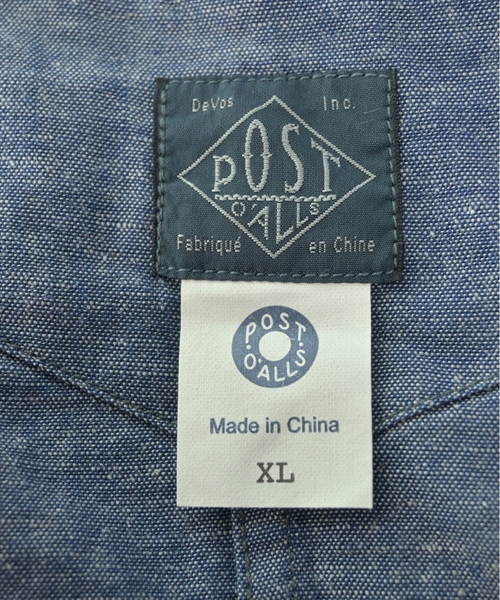 DeVos Inc.
POST
O'ALLS
Fabriqué en Chine
POST
O'ALLS
Made in China
XL